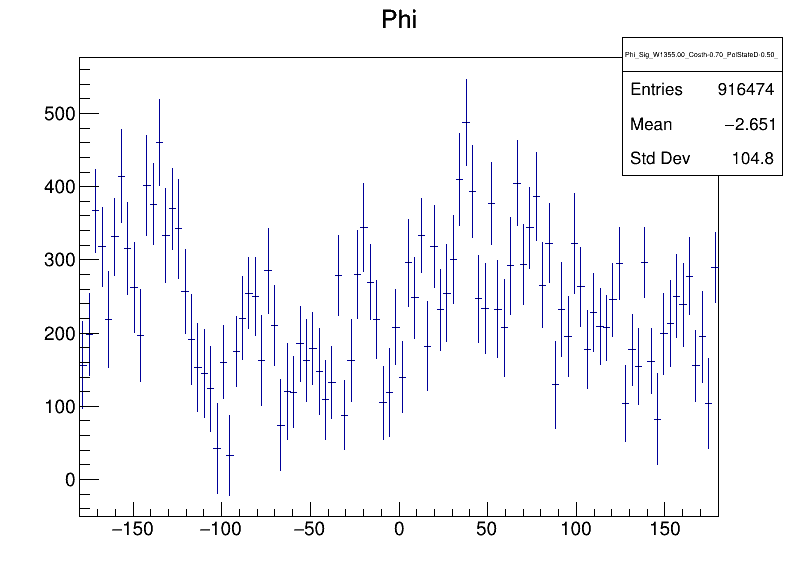 Phi
Phi_Sig_W1355.00_Costh-0.70_PolStateD-0.50_
Entries 916474
Mean −2.651
Std Dev 104.8
500
400
300
200
100
0
−150 −100 −50 0 50 100 150